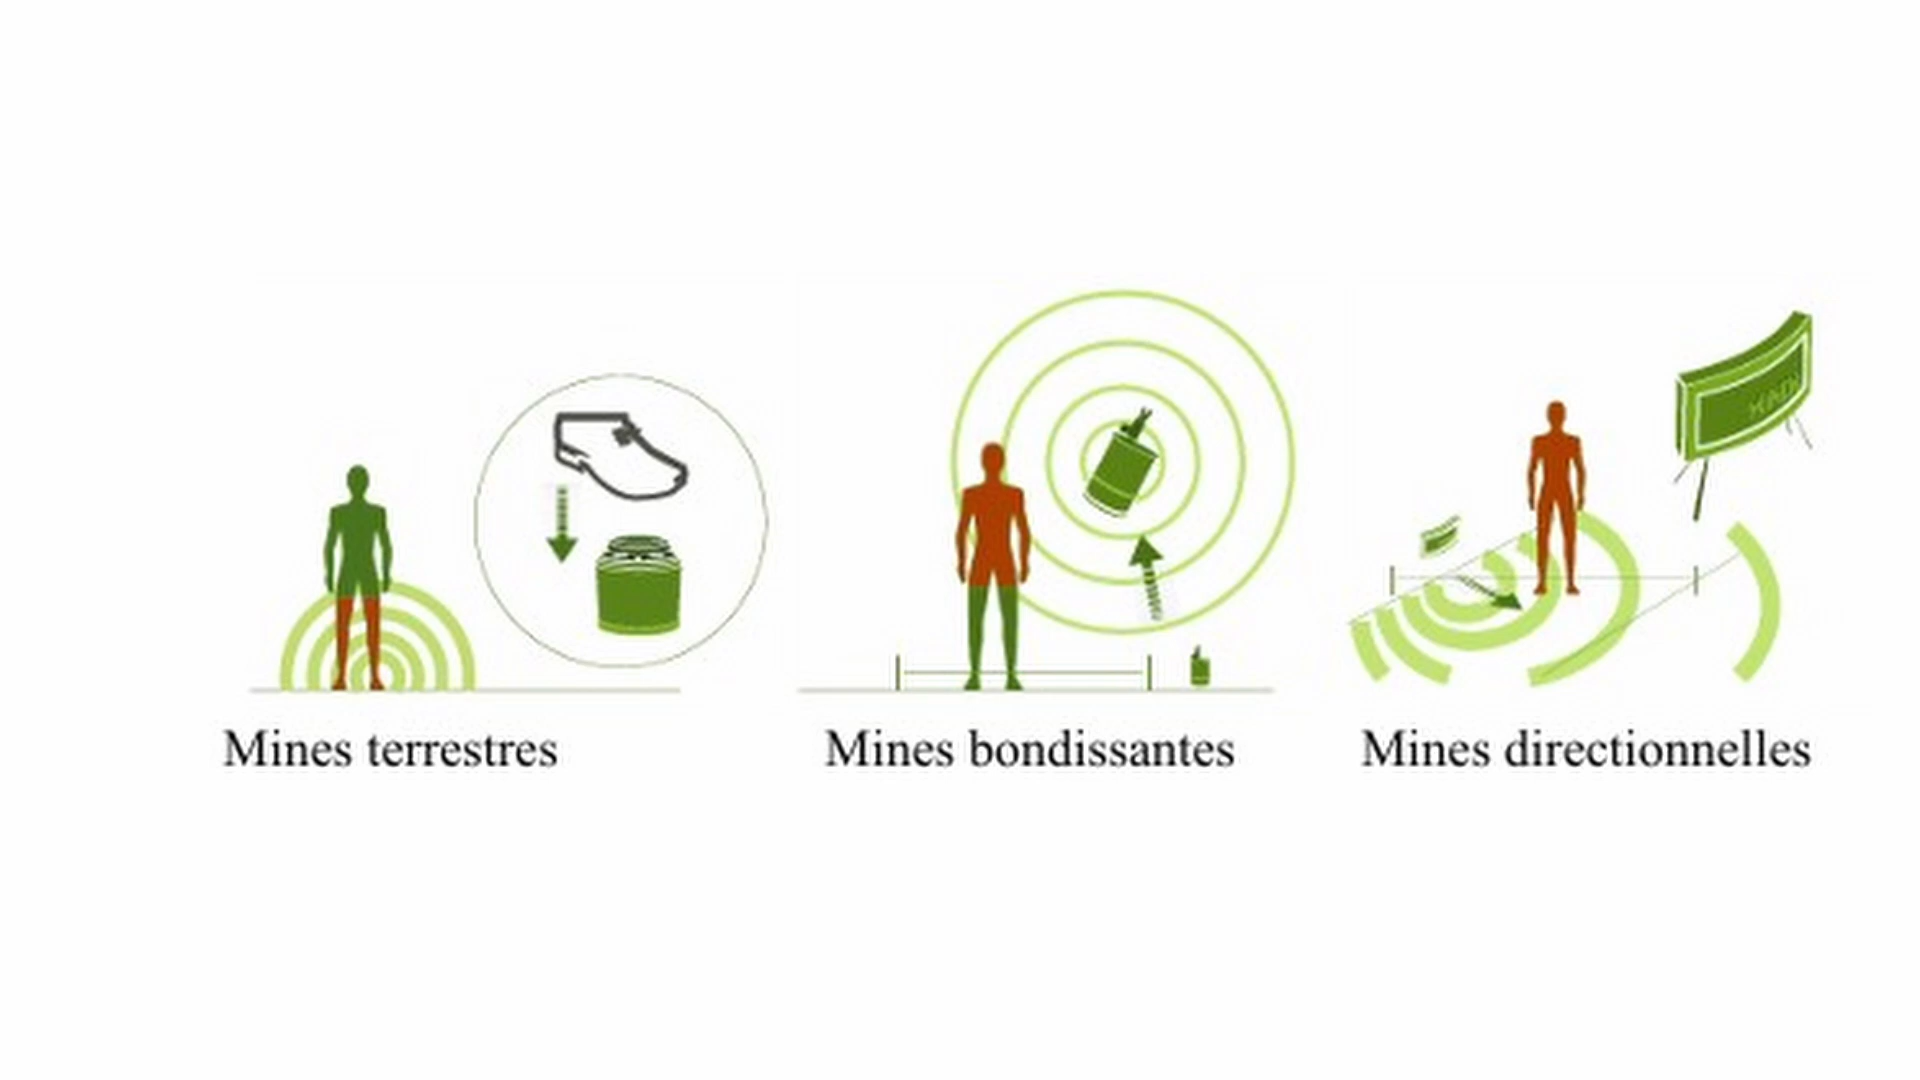 Mines terrestres
Mines bondissantes
Mines directionnelles